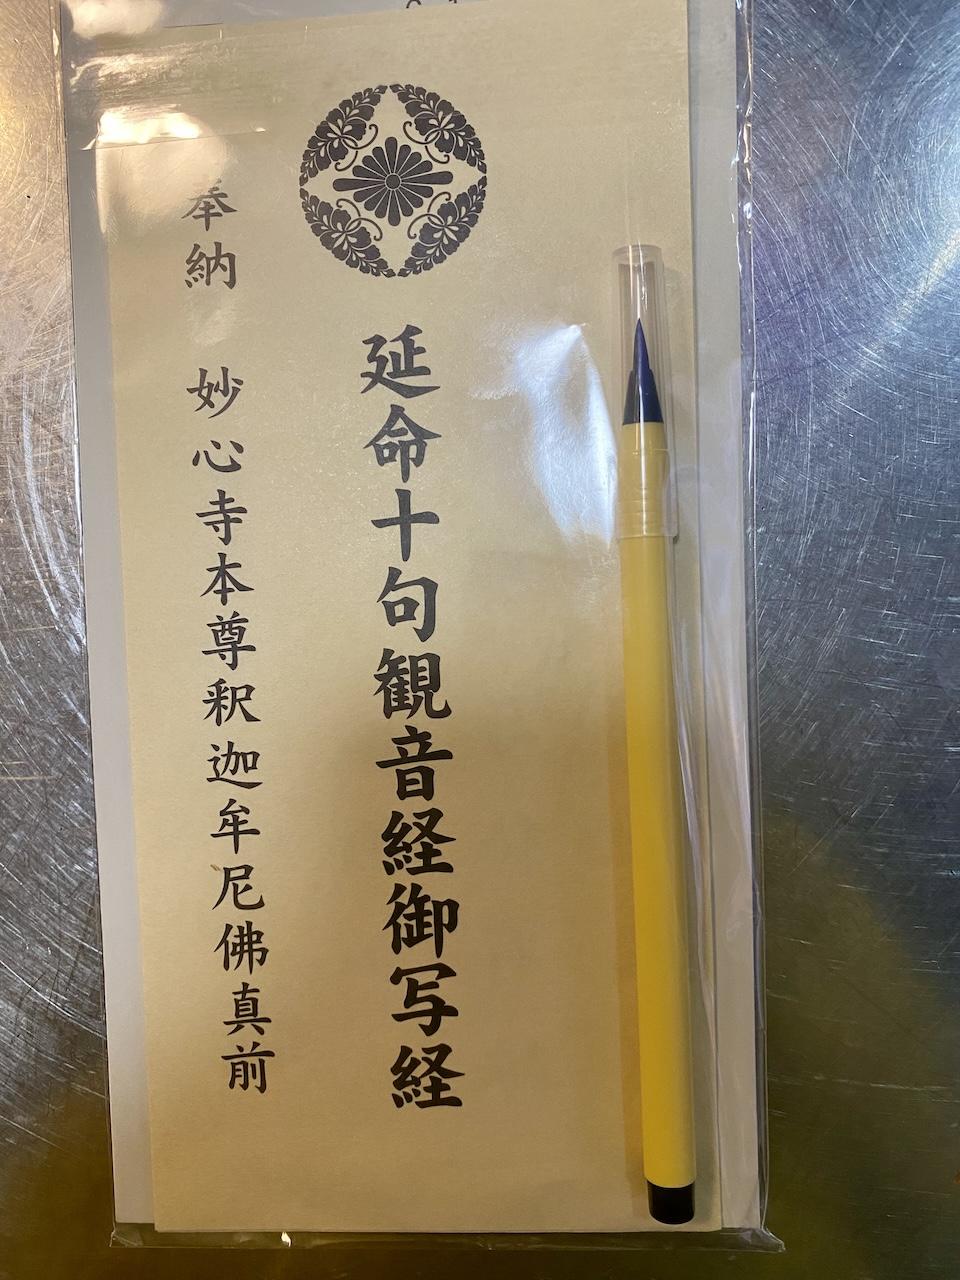 延命十句観音経御写経
奉納 妙心寺本尊釈迦牟尼佛真前